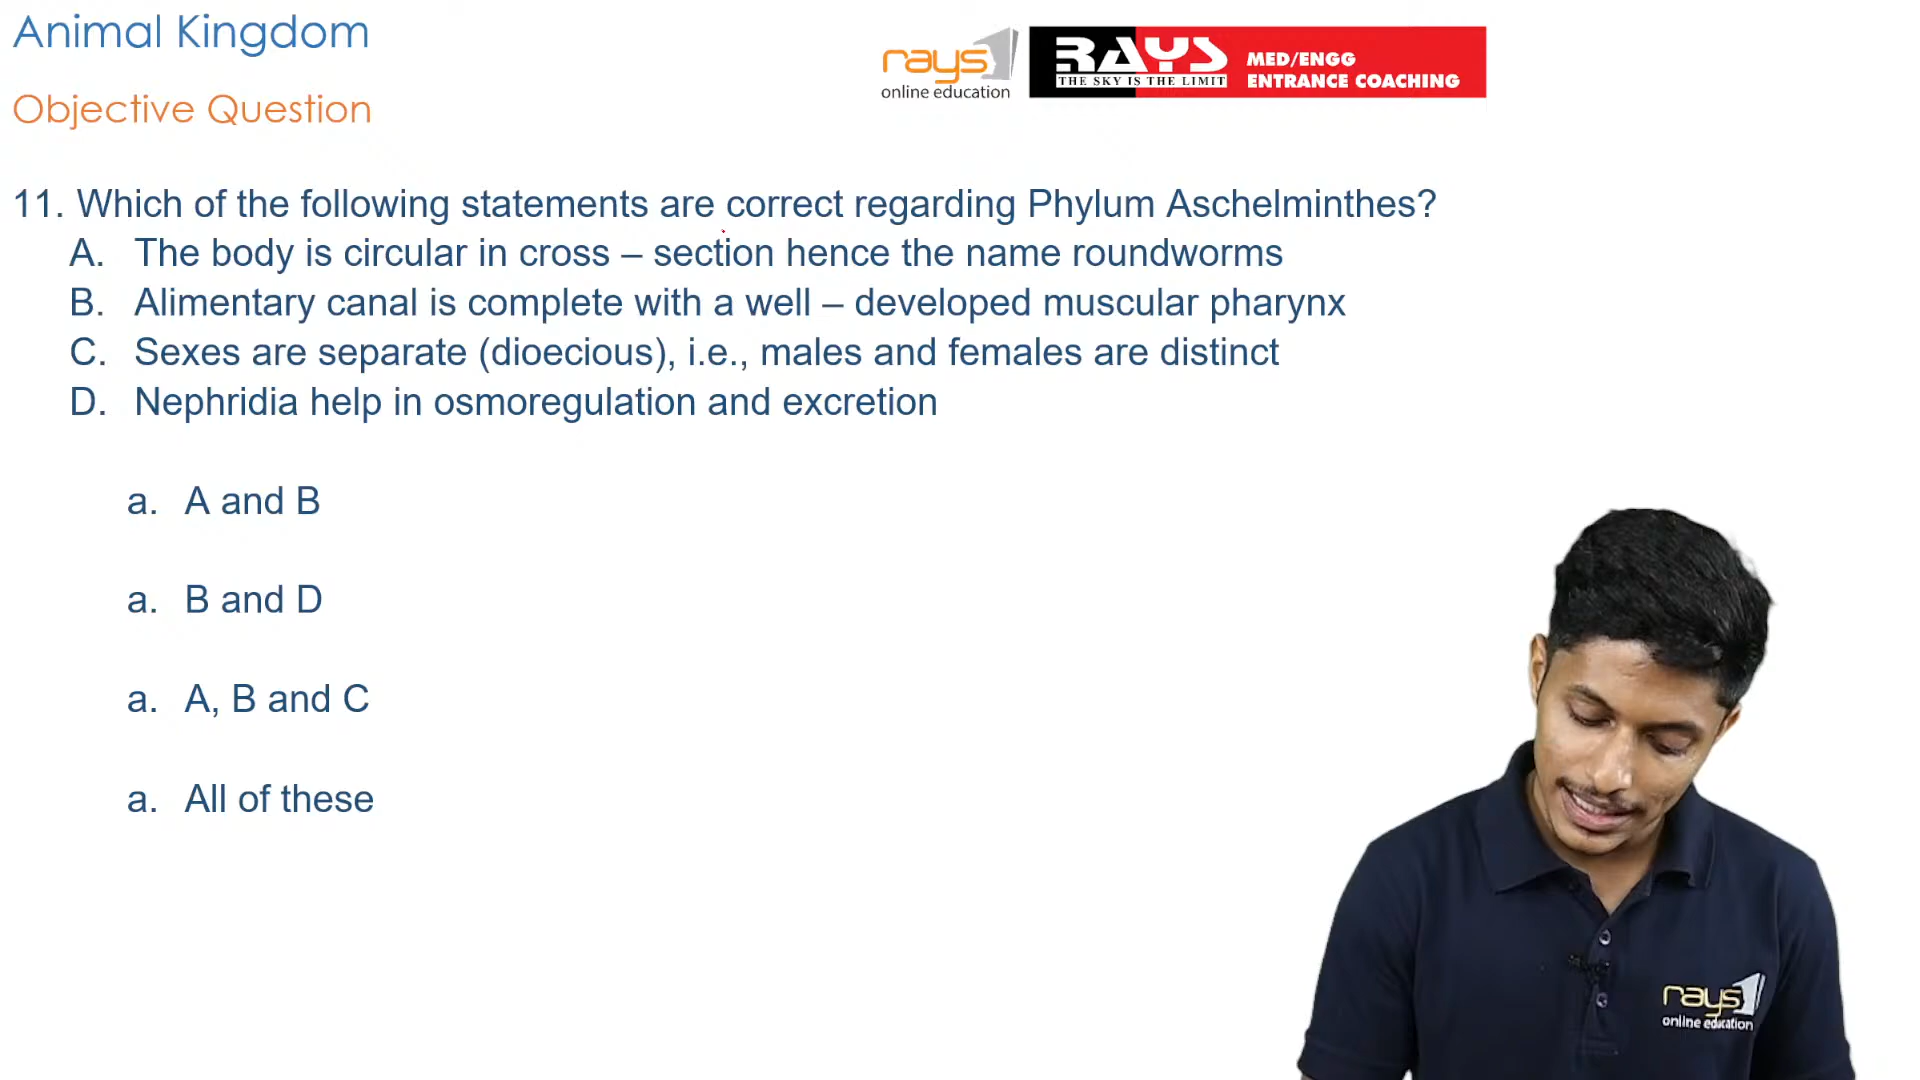 Animal Kingdom
rays
online education
RAYS
THE SKY IS THE LIMIT
MED/ENGG
ENTRANCE COACHING
Objective Question
11. Which of the following statements are correct regarding Phylum Aschelminthes?
A. The body is circular in cross – section hence the name roundworms
B. Alimentary canal is complete with a well – developed muscular pharynx
C. Sexes are separate (dioecious), i.e., males and females are distinct
D. Nephridia help in osmoregulation and excretion
a. A and B
a. B and D
a. A, B and C
a. All of these
rays
online education